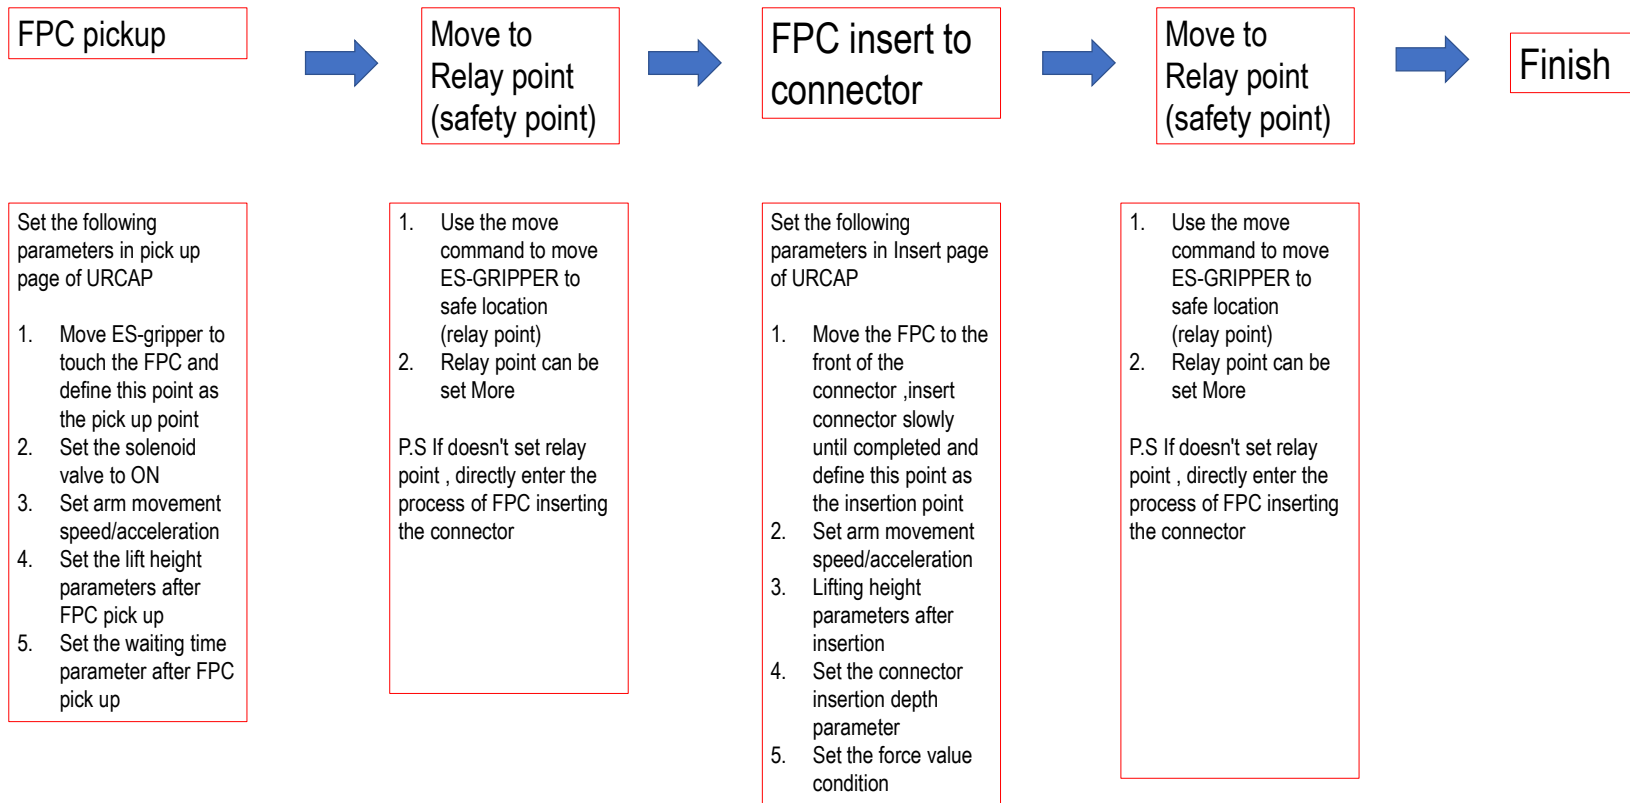 FPC pickup
Move to
Relay point
(safety point)
FPC insert to
connector
Move to
Relay point
(safety point)
Finish
Set the following
parameters in pick up
page of URCAP
1. Move ES-gripper to
touch the FPC and
define this point as
the pick up point
2. Set the solenoid
valve to ON
3. Set arm movement
speed/acceleration
4. Set the lift height
parameters after
FPC pick up
5. Set the waiting time
parameter after FPC
pick up
1. Use the move
command to move
ES-GRIPPER to
safe location
(relay point)
2. Relay point can be
set More
P.S If doesn't set relay
point , directly enter the
process of FPC inserting
the connector
Set the following
parameters in Insert page
of URCAP
1. Move the FPC to the
front of the
connector ,insert
connector slowly
until completed and
define this point as
the insertion point
2. Set arm movement
speed/acceleration
3. Lifting height
parameters after
insertion
4. Set the connector
insertion depth
parameter
5. Set the force value
condition
1. Use the move
command to move
ES-GRIPPER to
safe location
(relay point)
2. Relay point can be
set More
P.S If doesn't set relay
point , directly enter the
process of FPC inserting
the connector